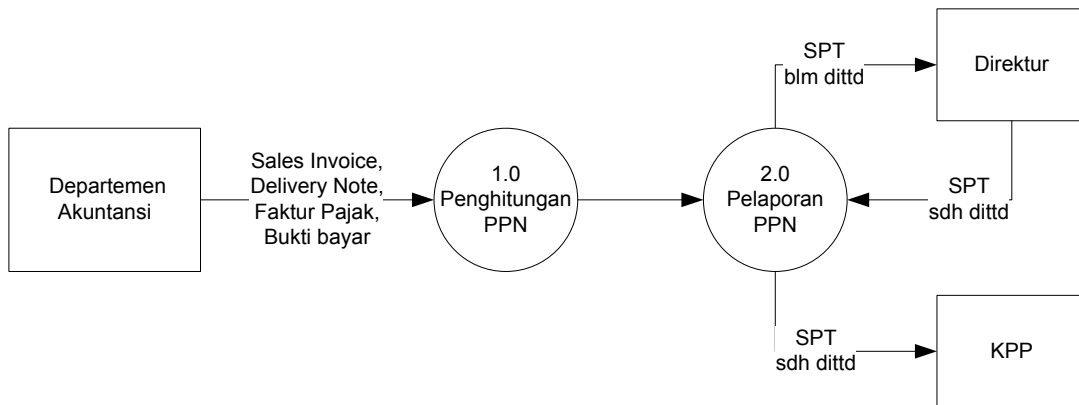 Departemen
Akuntansi
Sales Invoice,
Delivery Note,
Faktur Pajak,
Bukti bayar
1.0
Penghitungan
PPN
2.0
Pelaporan
PPN
SPT
blm dittd
Direktur
SPT
sdh dittd
SPT
sdh dittd
KPP